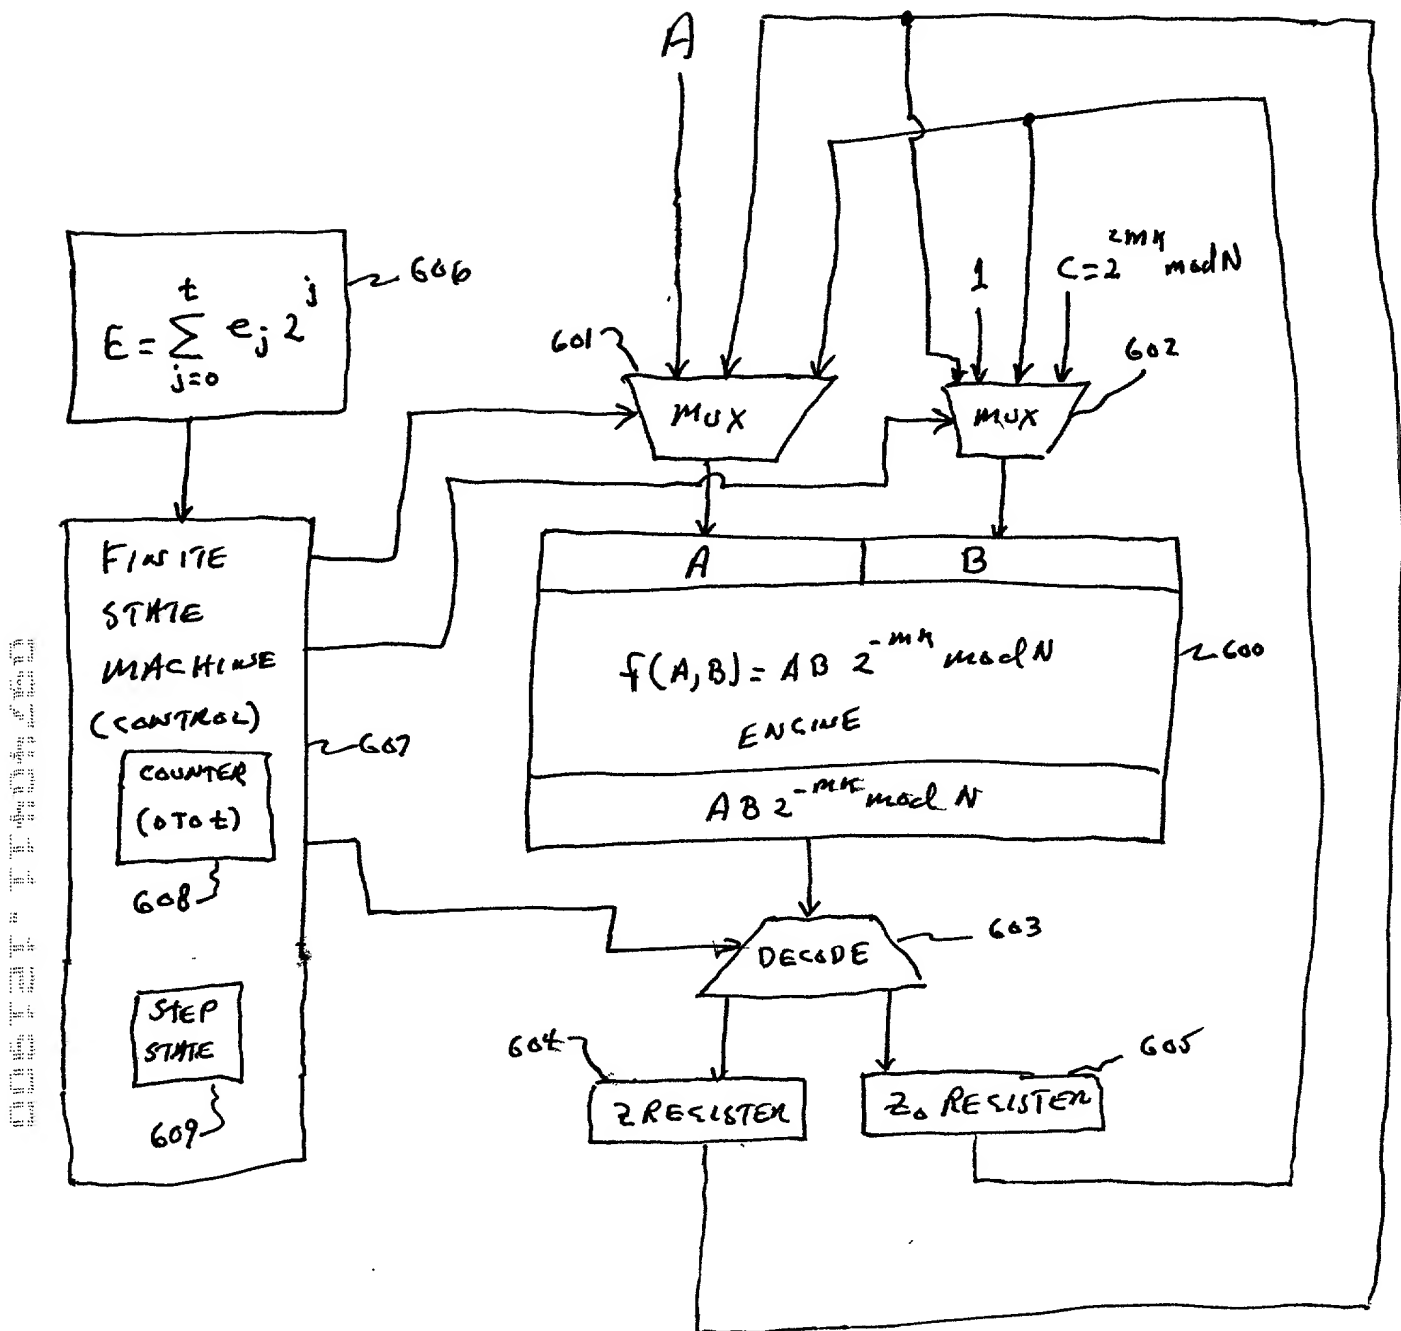 A
606
t
E = Σ e_j 2^j
j=0
1
C = 2^{2mk} mod N
601
602
MUX
MUX
FINITE
STATE
MACHINE
(CONTROL)
607
COUNTER
(0 TO t)
608
STEP
STATE
609
A
B
f(A,B) = A B 2^{-mk} mod N
ENGINE
600
A B 2^{-mk} mod N
DECODE
603
604
605
Z REGISTER
Z₀ REGISTER